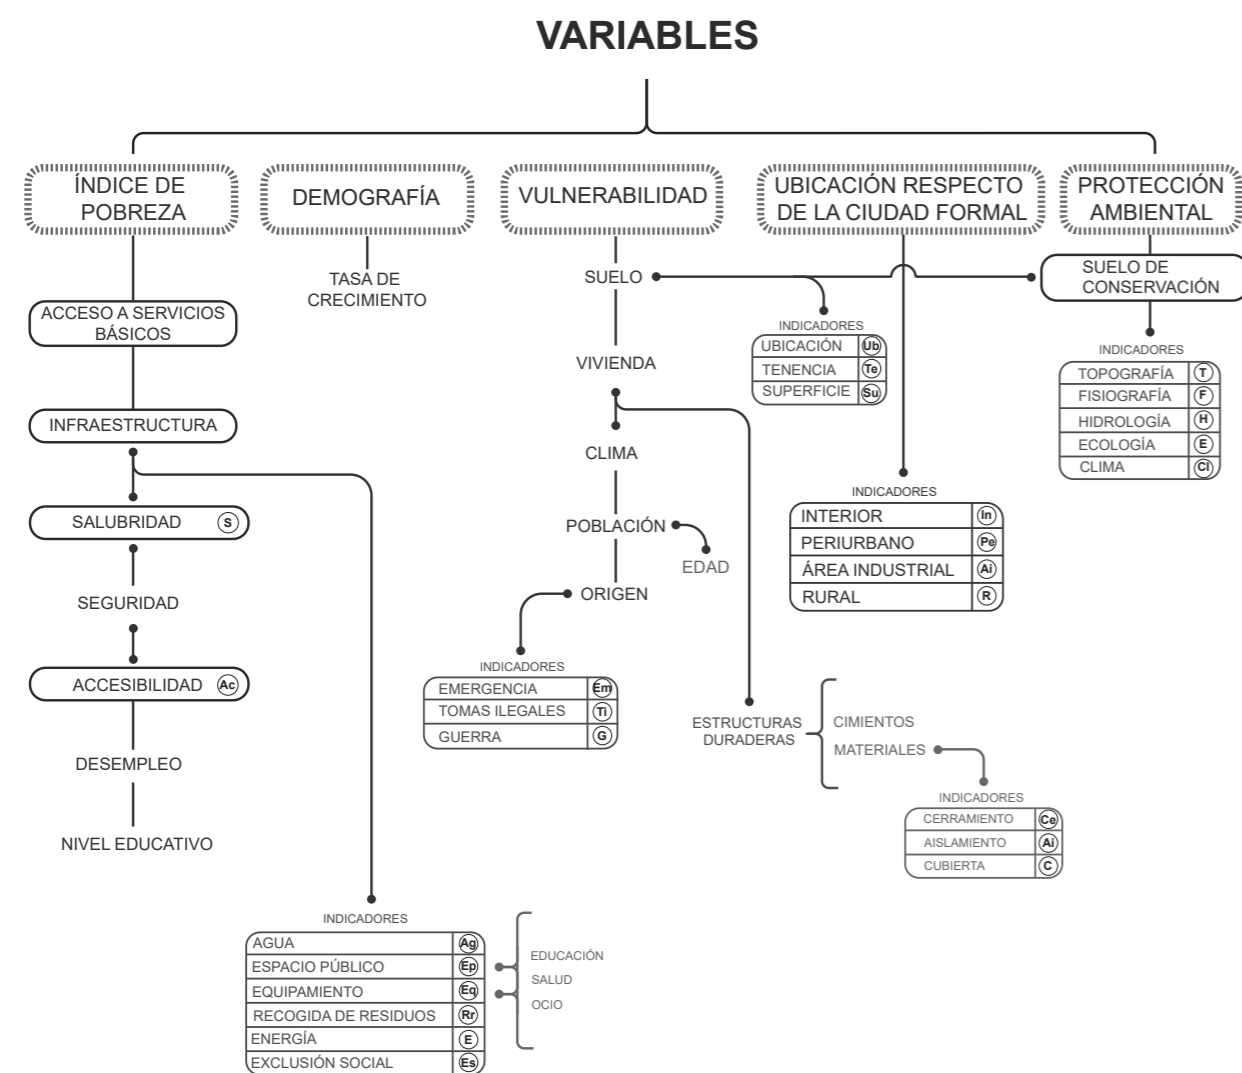 VARIABLES
ÍNDICE DE
POBREZA
DEMOGRAFÍA
VULNERABILIDAD
UBICACIÓN RESPECTO
DE LA CIUDAD FORMAL
PROTECCIÓN
AMBIENTAL
ACCESO A SERVICIOS
BÁSICOS
INFRAESTRUCTURA
SALUBRIDAD S
SEGURIDAD
ACCESIBILIDAD Ac
DESEMPLEO
NIVEL EDUCATIVO
INDICADORES
AGUA Ag
ESPACIO PÚBLICO Ep
EQUIPAMIENTO Eq
RECOGIDA DE RESIDUOS Rr
ENERGÍA E
EXCLUSIÓN SOCIAL Es
EDUCACIÓN
SALUD
OCIO
TASA DE
CRECIMIENTO
SUELO
VIVIENDA
CLIMA
POBLACIÓN
EDAD
ORIGEN
INDICADORES
EMERGENCIA Em
TOMAS ILEGALES Ti
GUERRA G
INDICADORES
UBICACIÓN Ub
TENENCIA Te
SUPERFICIE Su
ESTRUCTURAS
DURADERAS
CIMIENTOS
MATERIALES
INDICADORES
CERRAMIENTO Ce
AISLAMIENTO Ai
CUBIERTA C
INDICADORES
INTERIOR In
PERIURBANO Pe
ÁREA INDUSTRIAL Ai
RURAL R
SUELO DE
CONSERVACIÓN
INDICADORES
TOPOGRAFÍA T
FISIOGRAFÍA F
HIDROLOGÍA H
ECOLOGÍA E
CLIMA Cl